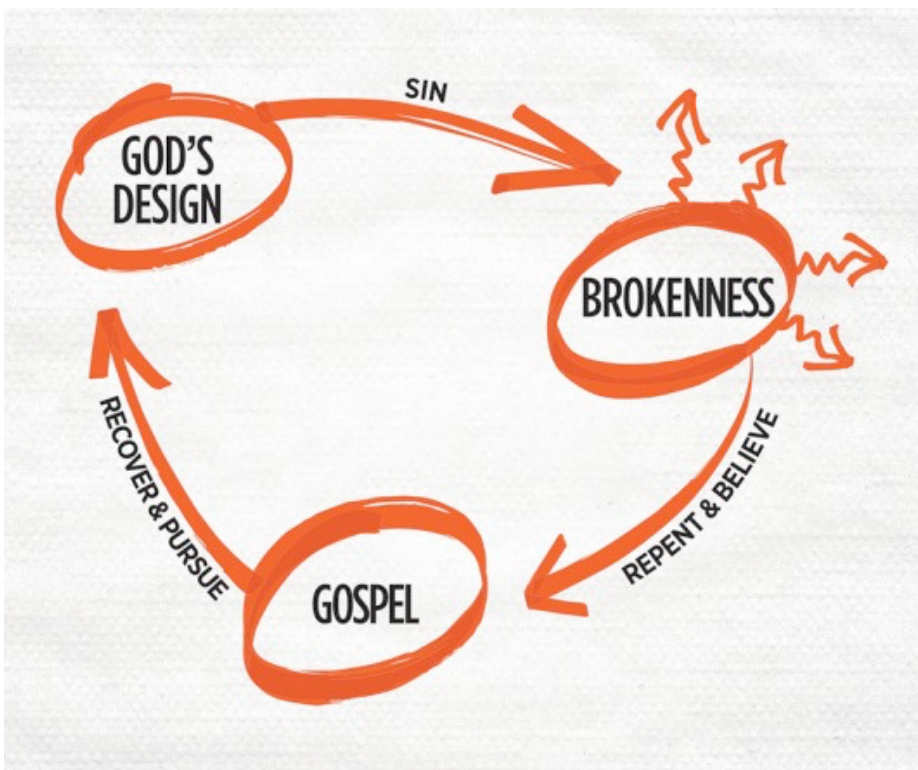 SIN
GOD'S
DESIGN
BROKENNESS
REPENT & BELIEVE
GOSPEL
RECOVER & PURSUE